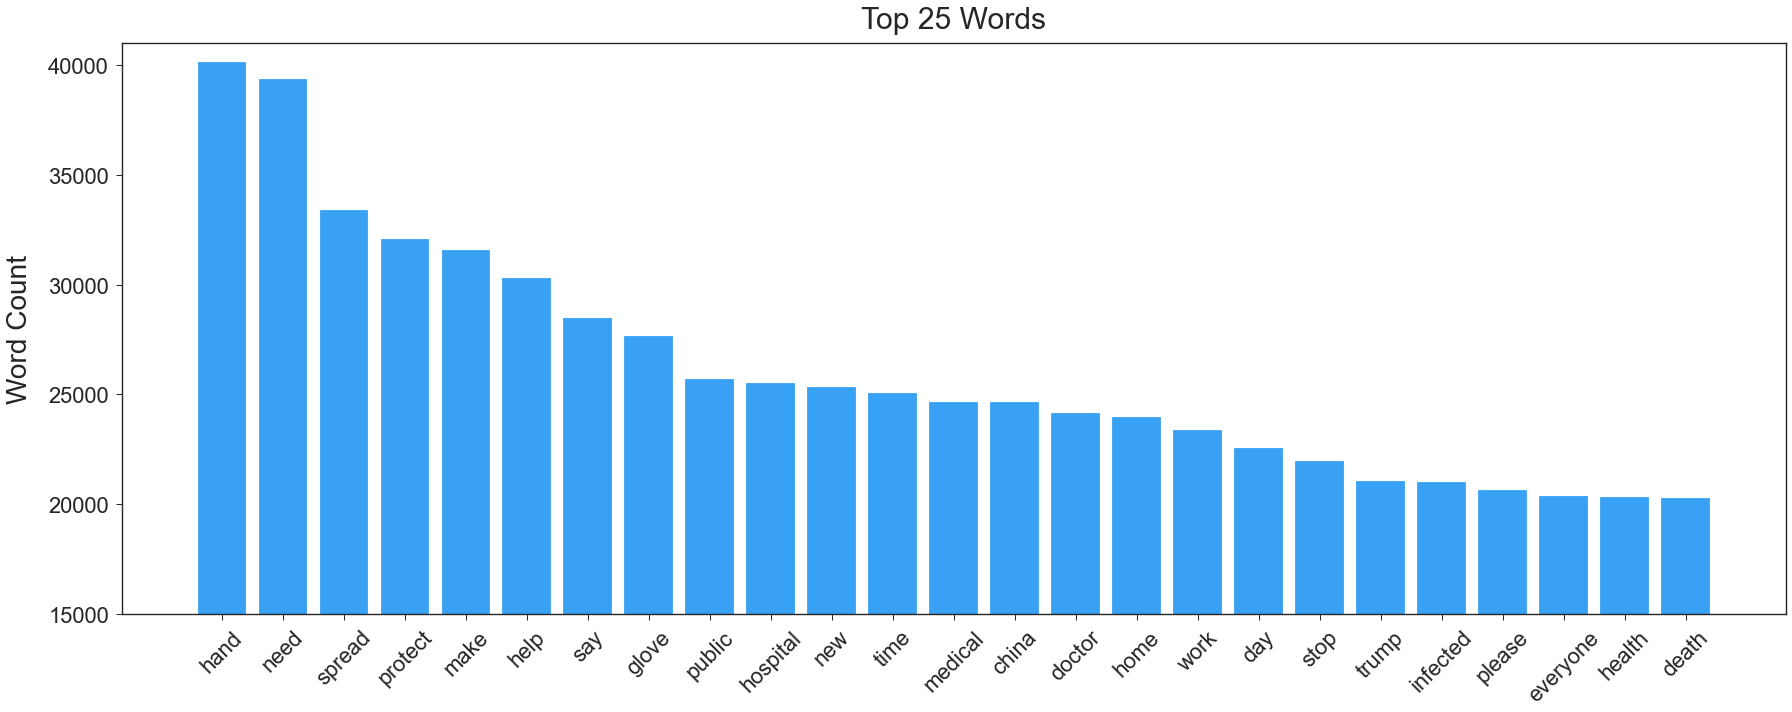 Top 25 Words
Word Count
40000
35000
30000
25000
20000
15000
hand
need
spread
protect
make
help
say
glove
public
hospital
new
time
medical
china
doctor
home
work
day
stop
trump
infected
please
everyone
health
death